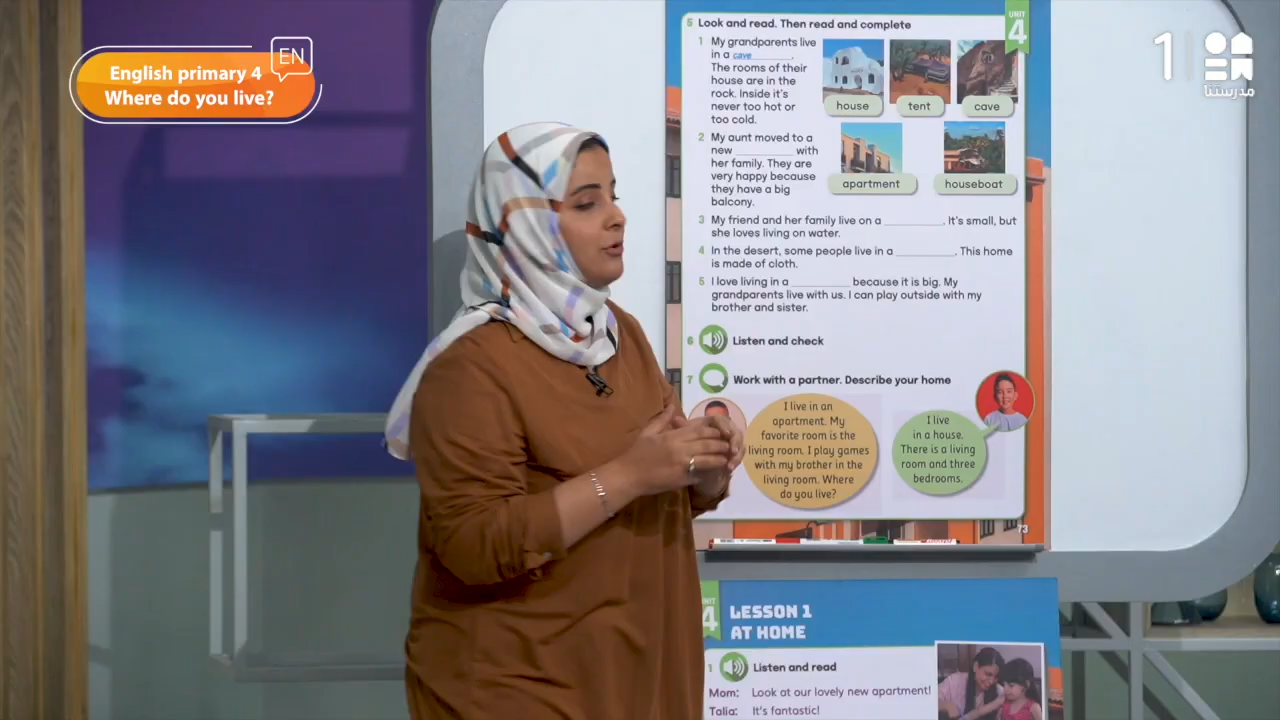 English primary 4
Where do you live?
EN
1
مدرستنا
UNIT
4
5 Look and read. Then read and complete
1 My grandparents live
in a cave.
The rooms of their
house are in the
rock. Inside it's
never too hot or
too cold.
house
tent
cave
2 My aunt moved to a
new __________ with
her family. They are
very happy because
they have a big
balcony.
apartment
houseboat
3 My friend and her family live on a __________. It's small, but
she loves living on water.
4 In the desert, some people live in a __________. This home
is made of cloth.
5 I love living in a __________ because it is big. My
grandparents live with us. I can play outside with my
brother and sister.
6 Listen and check
7 Work with a partner. Describe your home
I live in an
apartment. My
favorite room is the
living room. I play games
with my brother in the
living room. Where
do you live?
I live
in a house.
There is a living
room and three
bedrooms.
73
4
LESSON 1
AT HOME
1 Listen and read
Mom: Look at our lovely new apartment!
Talia: It's fantastic!